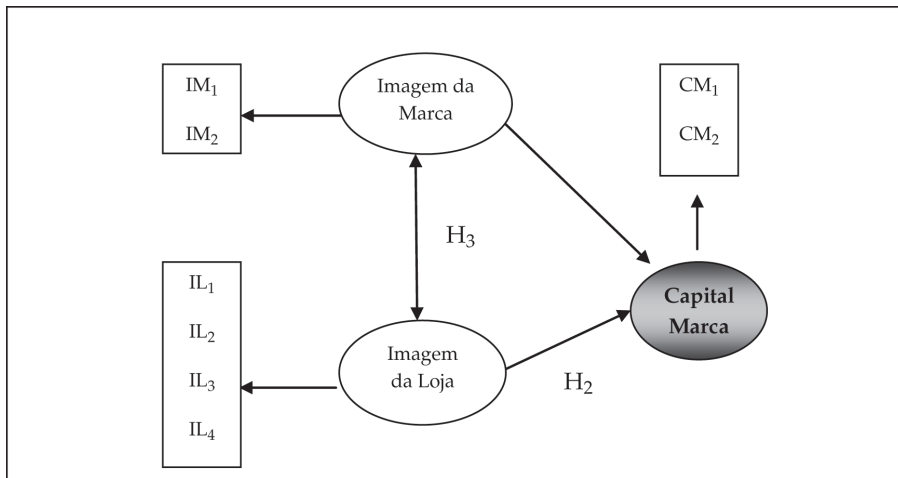 IM₁
IM₂
Imagem da
Marca
CM₁
CM₂
H₃
IL₁
IL₂
IL₃
IL₄
Imagem
da Loja
Capital
Marca
H₂